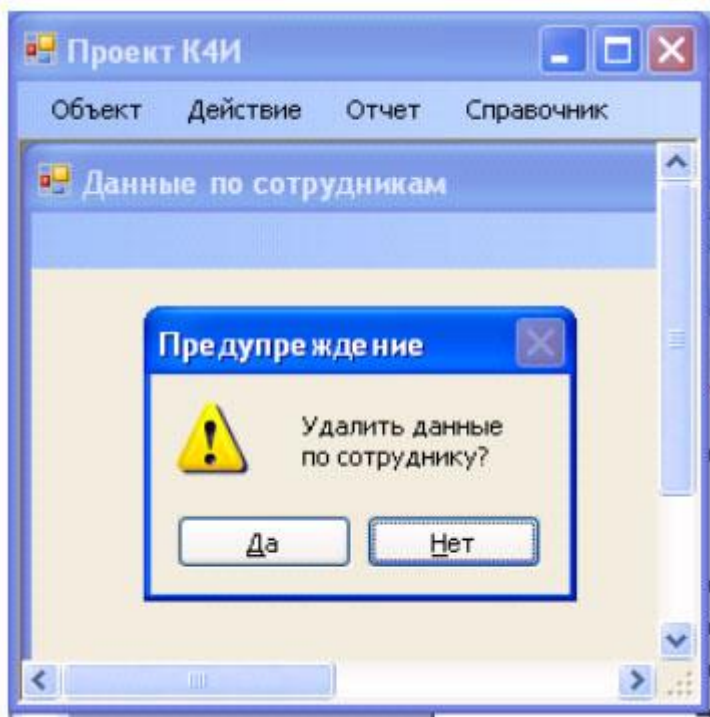 Проект К4И
Объект Действие Отчет Справочник
Данные по сотрудникам
Предупреждение
Удалить данные
по сотруднику?
Да Нет